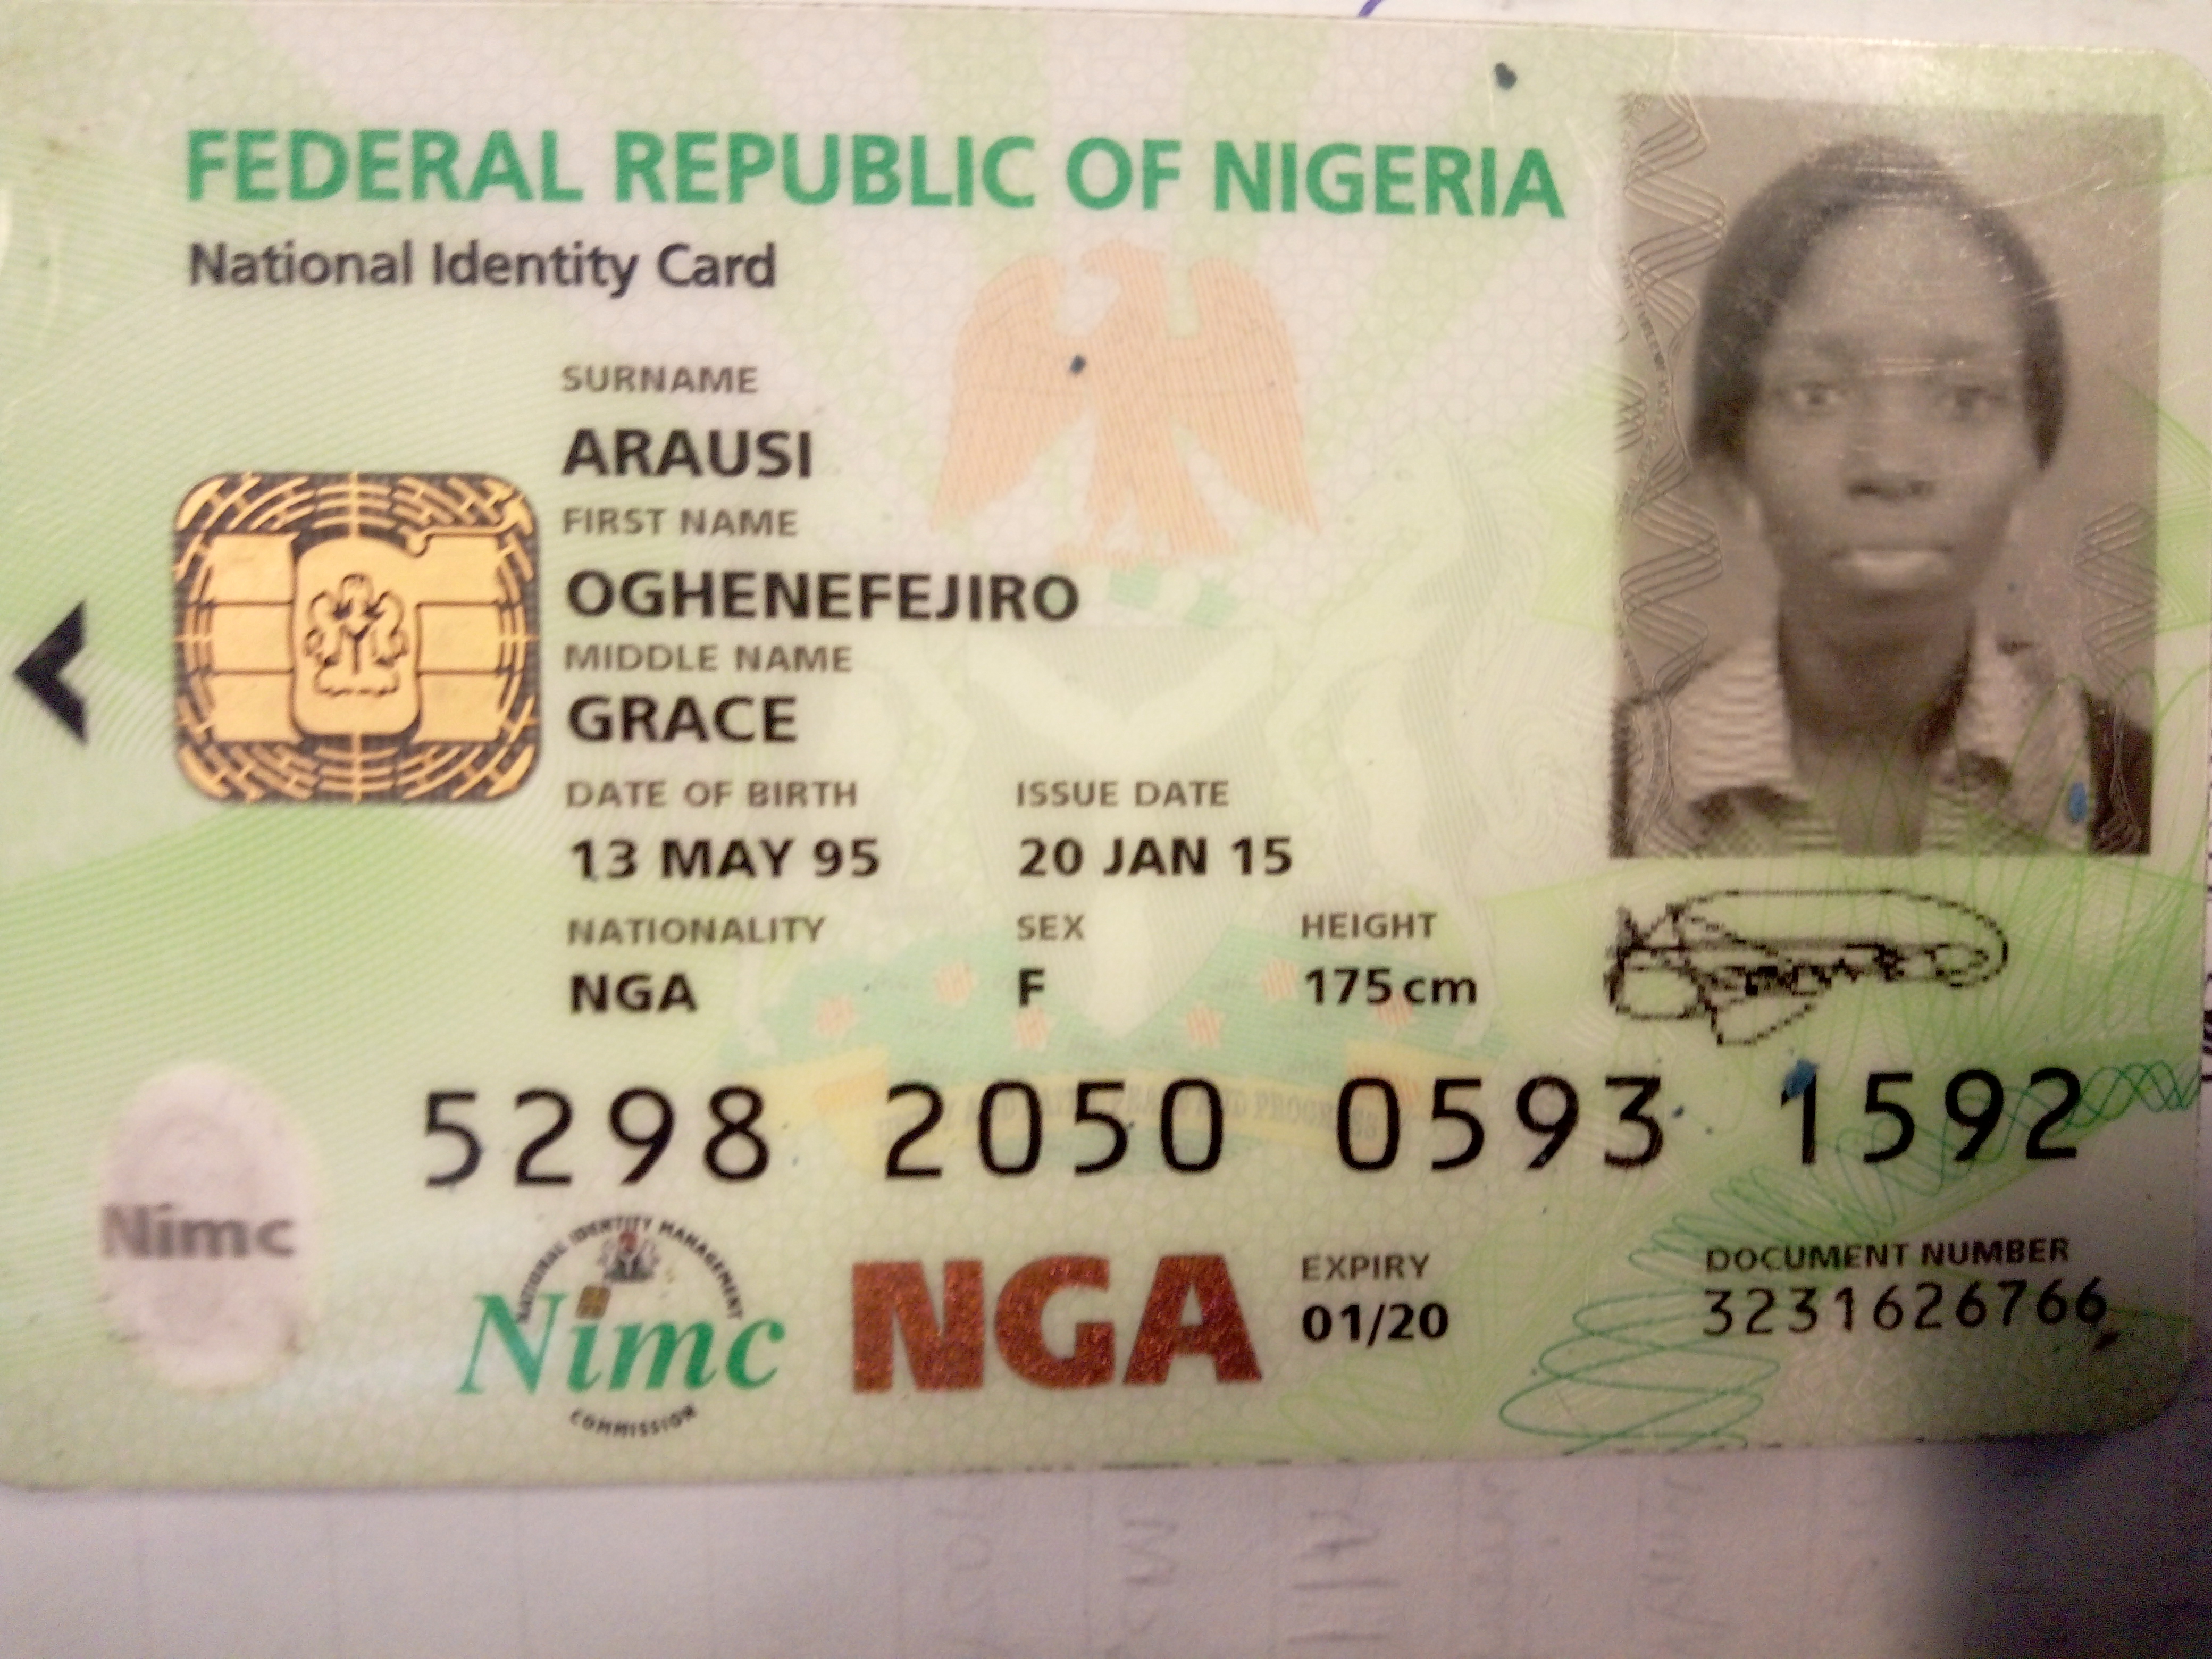 FEDERAL REPUBLIC OF NIGERIA
National Identity Card
SURNAME
ARAUSI
FIRST NAME
OGHENEFEJIRO
MIDDLE NAME
GRACE
DATE OF BIRTH ISSUE DATE
13 MAY 95 20 JAN 15
NATIONALITY SEX HEIGHT
NGA F 175 cm
5298 2050 0593 1592
Nimc
NATIONAL IDENTITY MANAGEMENT
Nimc
COMMISSION
NGA
EXPIRY
01/20
DOCUMENT NUMBER
3231626766